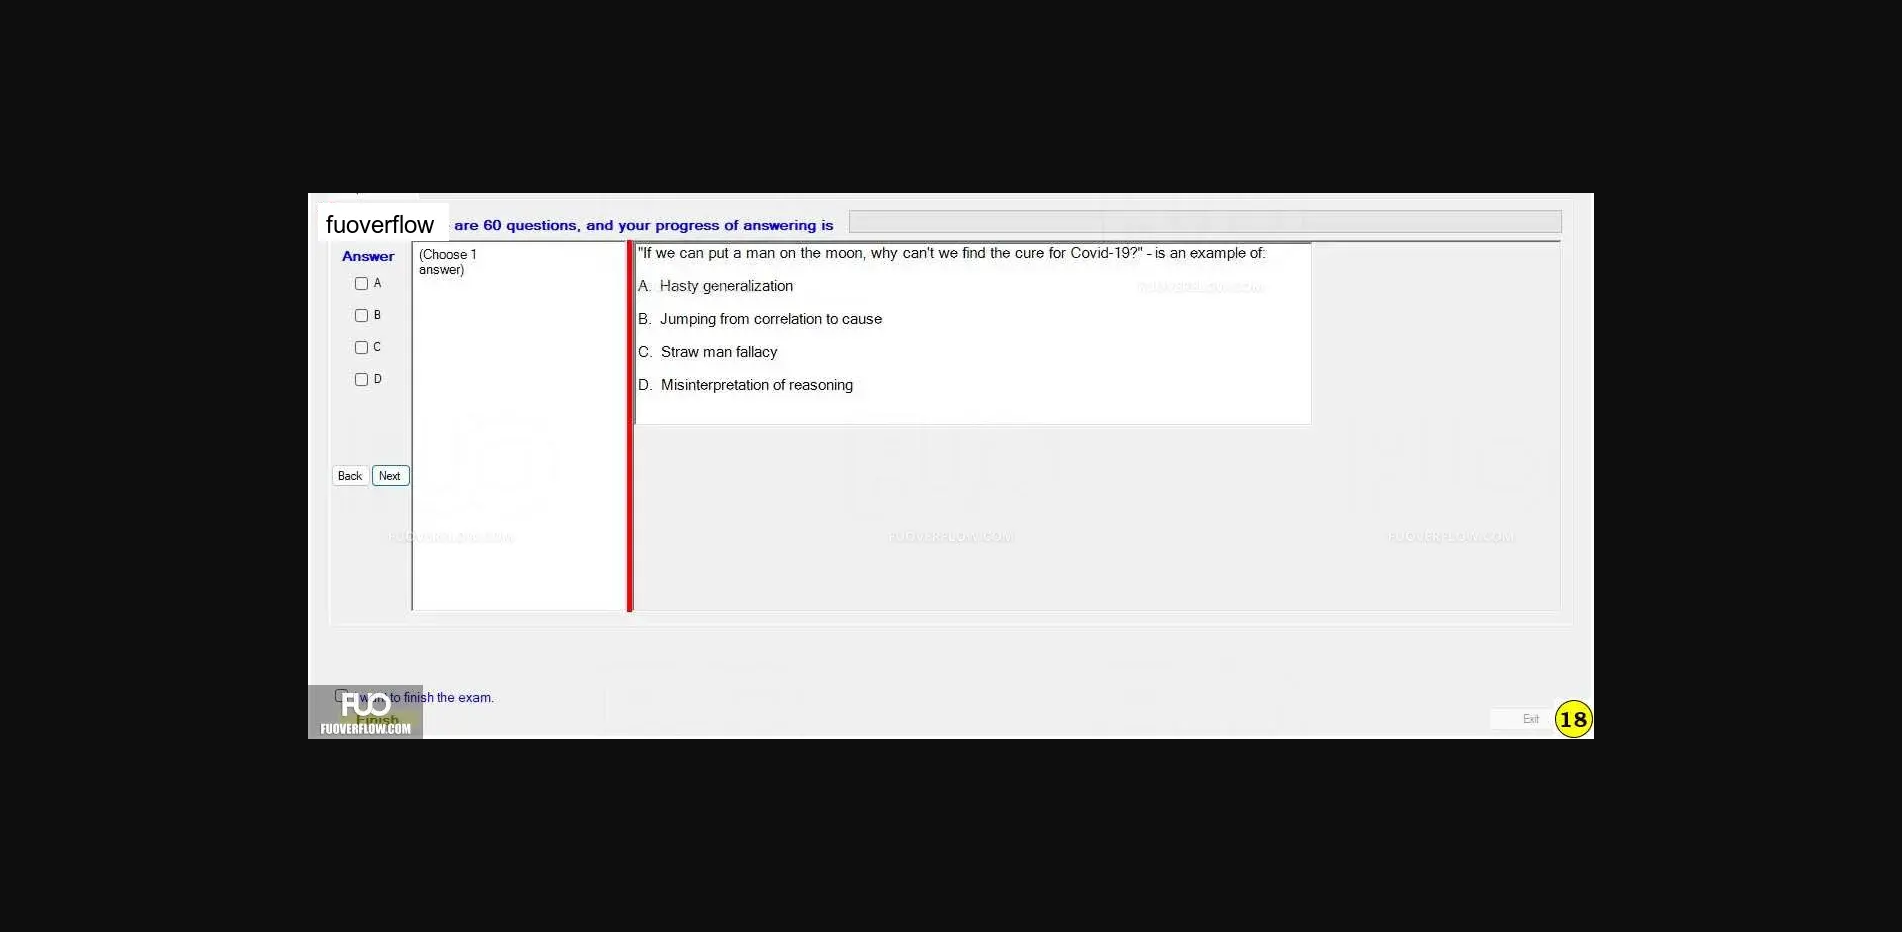 fuoverflow are 60 questions, and your progress of answering is
Answer
A
B
C
D
Back Next
(Choose 1
answer)
"If we can put a man on the moon, why can't we find the cure for Covid-19?" - is an example of:
A. Hasty generalization
B. Jumping from correlation to cause
C. Straw man fallacy
D. Misinterpretation of reasoning
FUOVERFLOW.COM
FUOVERFLOW.COM FUOVERFLOW.COM FUOVERFLOW.COM
I want to finish the exam.
FUO
Finish
FUOVERFLOW.COM
Exit 18